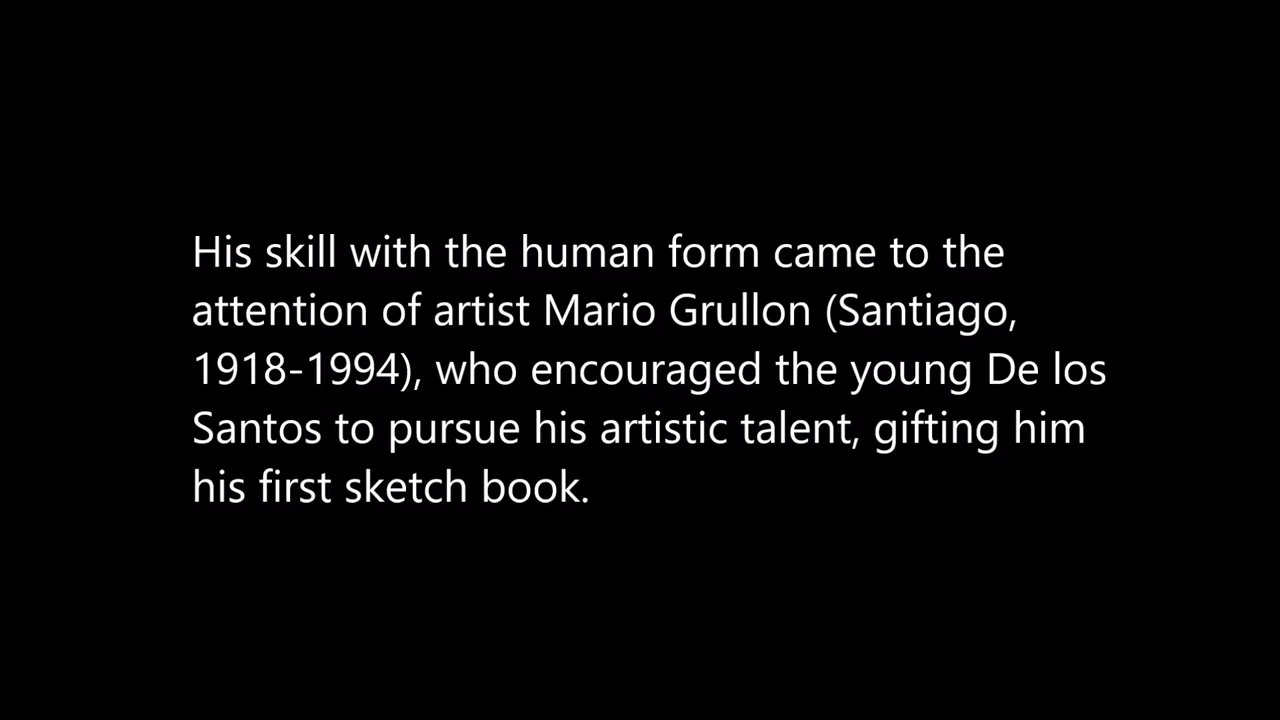 His skill with the human form came to the
attention of artist Mario Grullon (Santiago,
1918-1994), who encouraged the young De los
Santos to pursue his artistic talent, gifting him
his first sketch book.